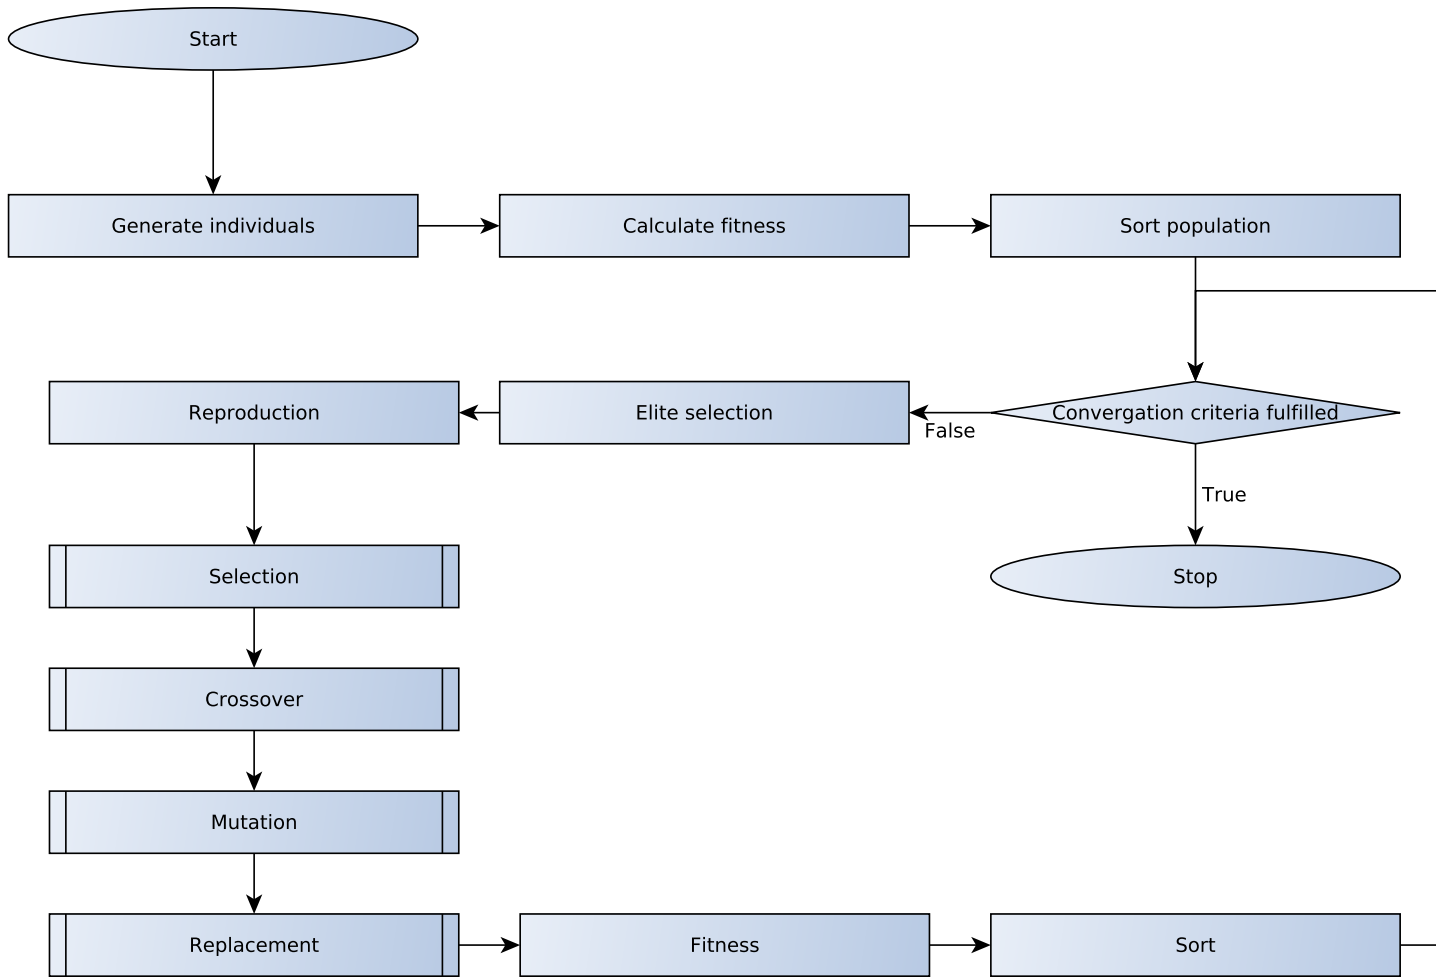 Start
Generate individuals
Calculate fitness
Sort population
Reproduction
Elite selection
False
Convergation criteria fulfilled
True
Selection
Stop
Crossover
Mutation
Replacement
Fitness
Sort